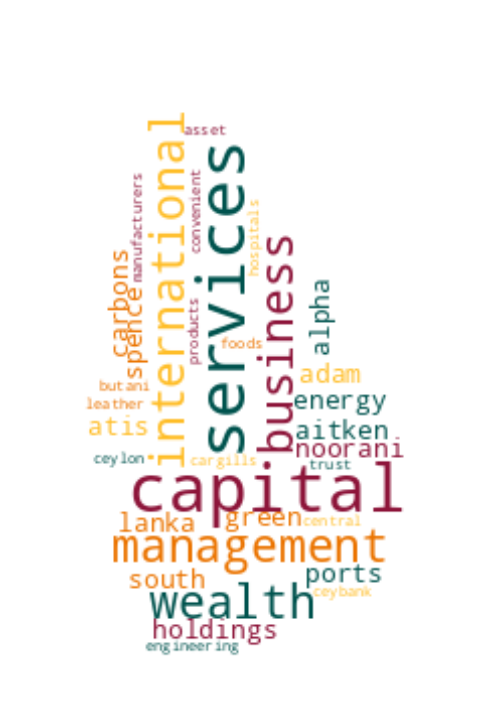 asset
international
services
manufacturers
convenient
hospitals
business
carbons
spence
products
alpha
foods
adam
butani
energy
leather
atis
aitken
noorani
ceylon
cargills
trust
capital
lanka
green
central
management
south
ports
wealth
ceybank
holdings
engineering